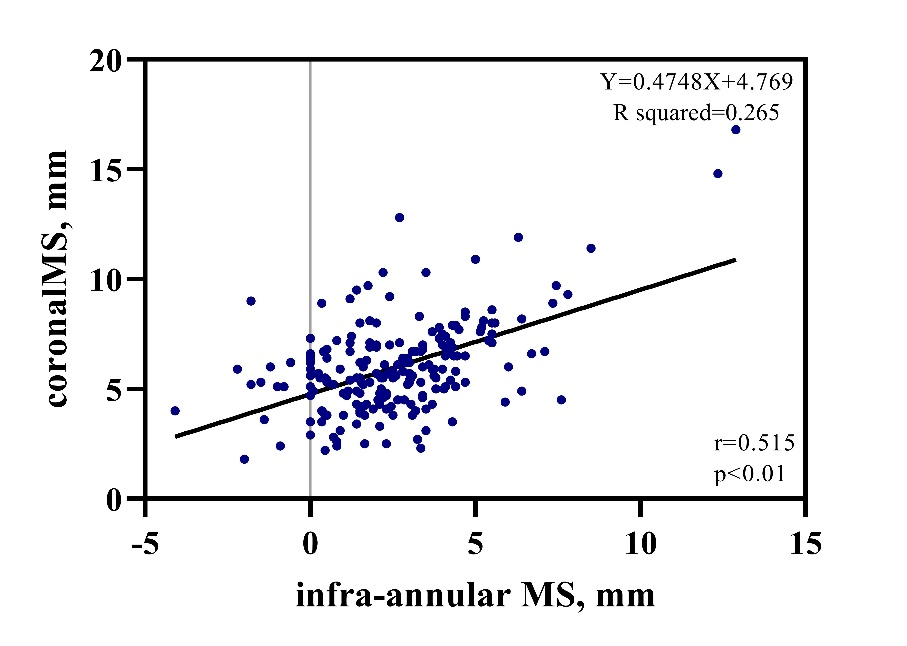 20
Y=0.4748X+4.769
R squared=0.265
15
coronalMS, mm
10
5
r=0.515
p<0.01
0
-5 0 5 10 15
infra-annular MS, mm